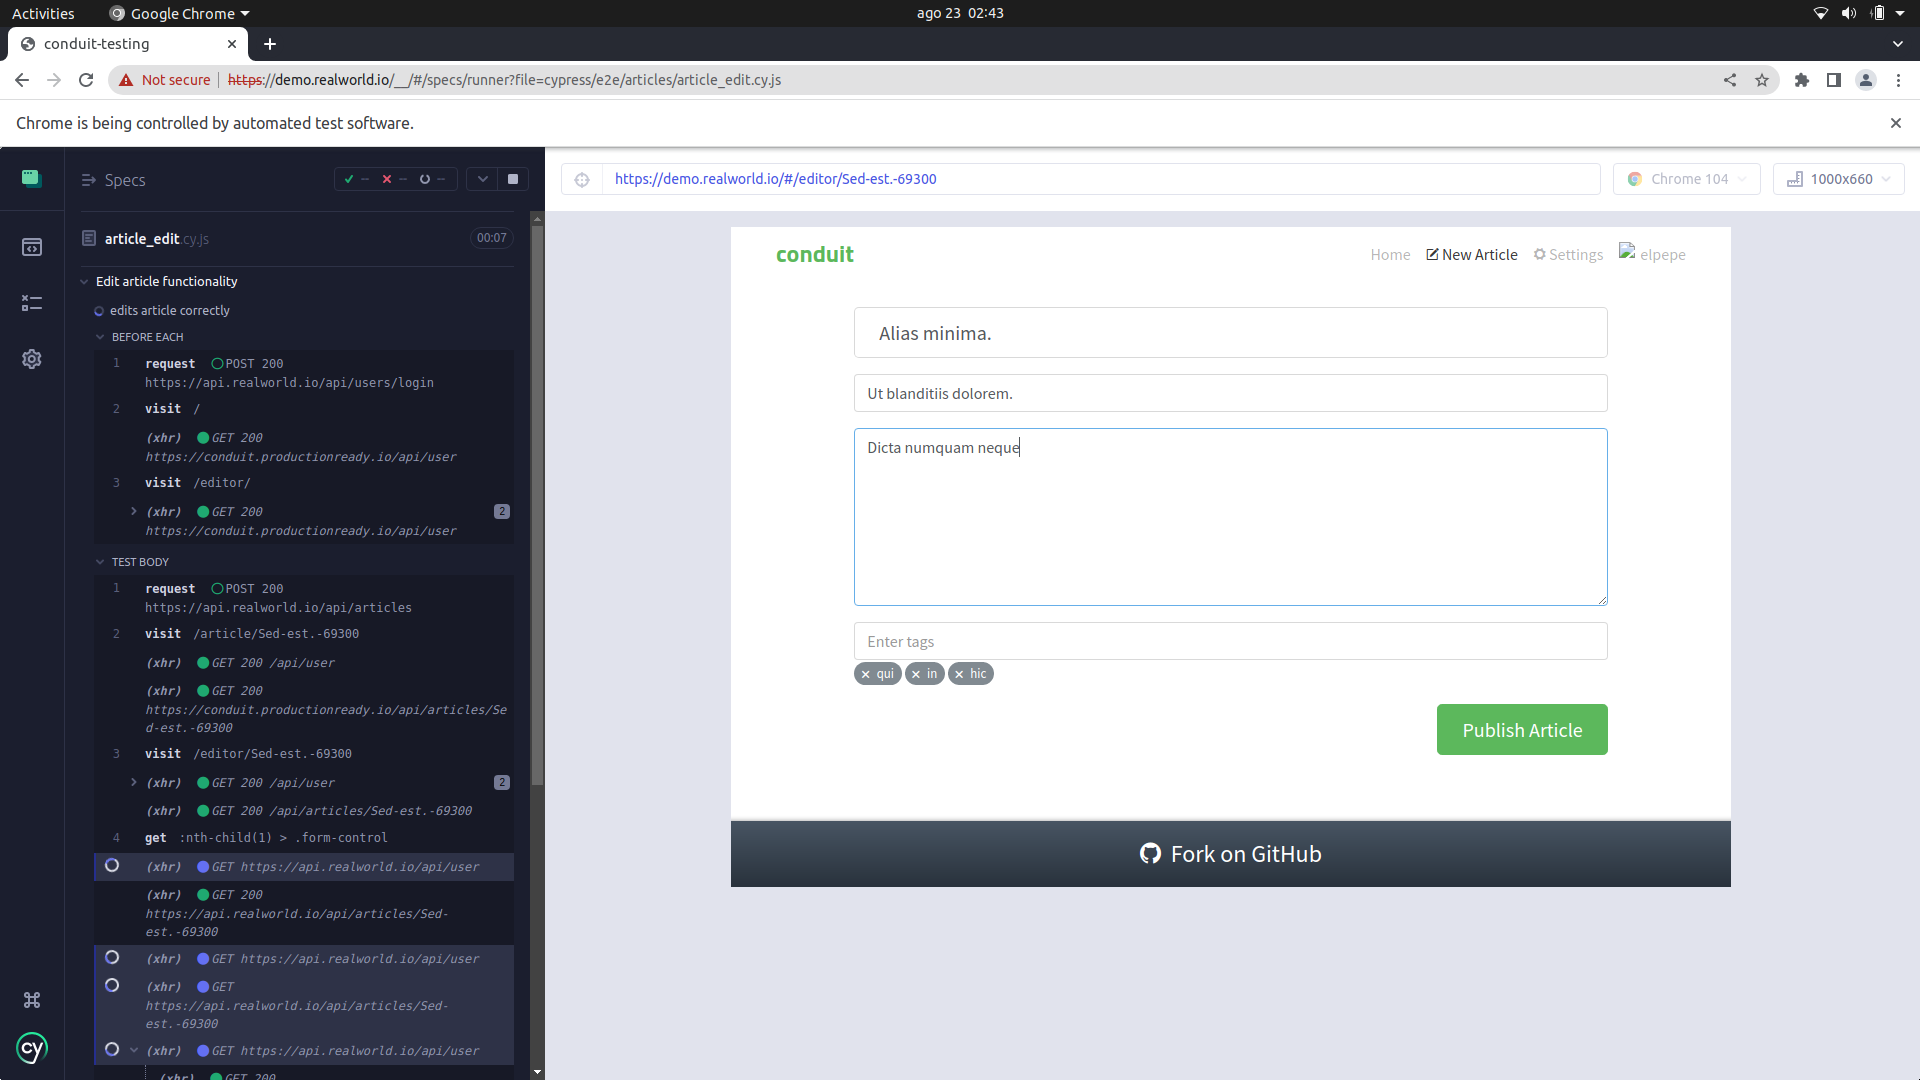 Activities Google Chrome ago 23 02:43
conduit-testing
Not secure https://demo.realworld.io/__/#/specs/runner?file=cypress/e2e/articles/article_edit.cy.js
Chrome is being controlled by automated test software.
Specs -- -- --
article_edit.cy.js 00:07
Edit article functionality
edits article correctly
BEFORE EACH
1 request POST 200
https://api.realworld.io/api/users/login
2 visit /
(xhr) GET 200
https://conduit.productionready.io/api/user
3 visit /editor/
(xhr) GET 200 2
https://conduit.productionready.io/api/user
TEST BODY
1 request POST 200
https://api.realworld.io/api/articles
2 visit /article/Sed-est.-69300
(xhr) GET 200 /api/user
(xhr) GET 200
https://conduit.productionready.io/api/articles/Se
d-est.-69300
3 visit /editor/Sed-est.-69300
(xhr) GET 200 /api/user 2
(xhr) GET 200 /api/articles/Sed-est.-69300
4 get :nth-child(1) > .form-control
(xhr) GET https://api.realworld.io/api/user
(xhr) GET 200
https://api.realworld.io/api/articles/Sed-
est.-69300
(xhr) GET https://api.realworld.io/api/user
(xhr) GET
https://api.realworld.io/api/articles/Sed-
est.-69300
(xhr) GET https://api.realworld.io/api/user
(xhr) GET 200
cy
https://demo.realworld.io/#/editor/Sed-est.-69300 Chrome 104 1000x660
conduit Home New Article Settings elpepe
Alias minima.
Ut blanditiis dolorem.
Dicta numquam neque
Enter tags
× qui × in × hic
Publish Article
Fork on GitHub